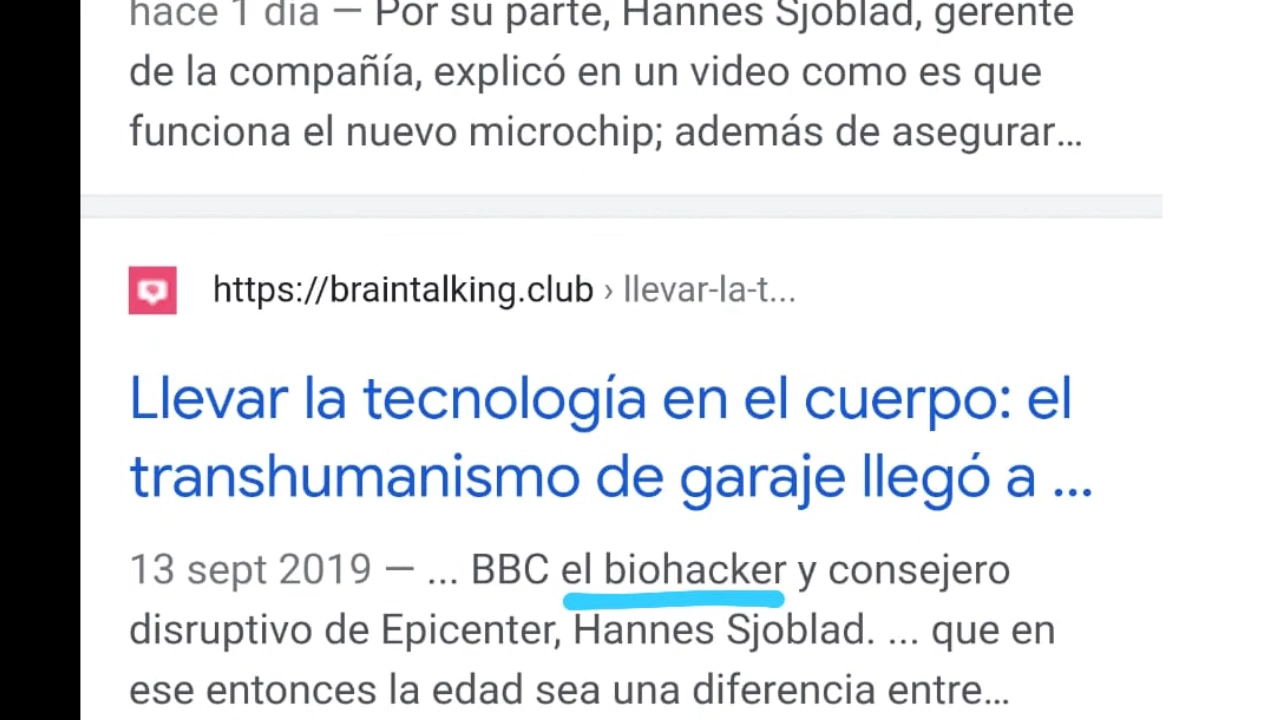 hace 1 día — Por su parte, Hannes Sjoblad, gerente
de la compañía, explicó en un video como es que
funciona el nuevo microchip; además de asegurar...
https://braintalking.club › llevar-la-t...
Llevar la tecnología en el cuerpo: el
transhumanismo de garaje llegó a ...
13 sept 2019 — ... BBC el biohacker y consejero
disruptivo de Epicenter, Hannes Sjoblad. ... que en
ese entonces la edad sea una diferencia entre...